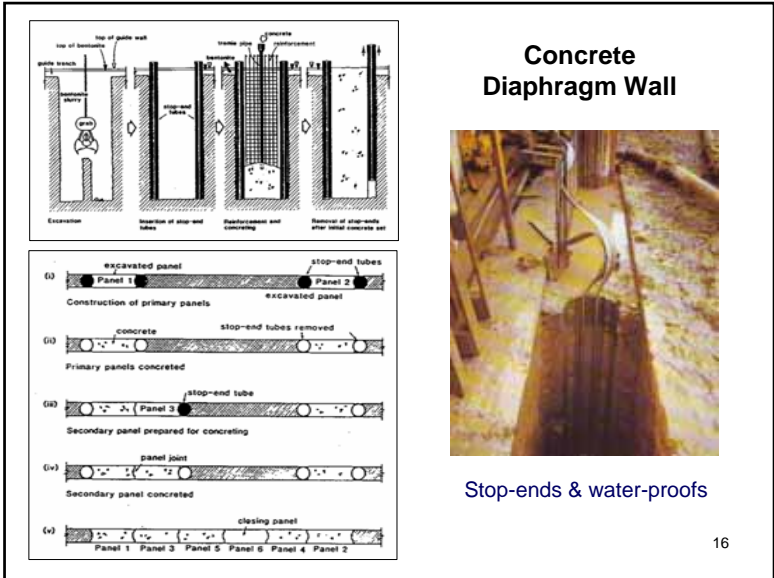 top of bentonite
top of guide wall
guide trench
bentonite
slurry
grab
stop-end
tubes
concrete
tremie pipe
reinforcement
bentonite
Excavation
Insertion of stop-end
tubes
Reinforcement and
concreting
Removal of stop-ends
after initial concrete set
excavated panel
stop-end tubes
(i)
Panel 1
Panel 2
excavated panel
Construction of primary panels
concrete
stop-end tubes removed
(ii)
Primary panels concreted
stop-end tube
(iii)
Panel 3
Secondary panel prepared for concreting
panel joint
(iv)
Secondary panel concreted
closing panel
(v)
Panel 1 Panel 3 Panel 5 Panel 6 Panel 4 Panel 2
Concrete
Diaphragm Wall
Stop-ends & water-proofs
16